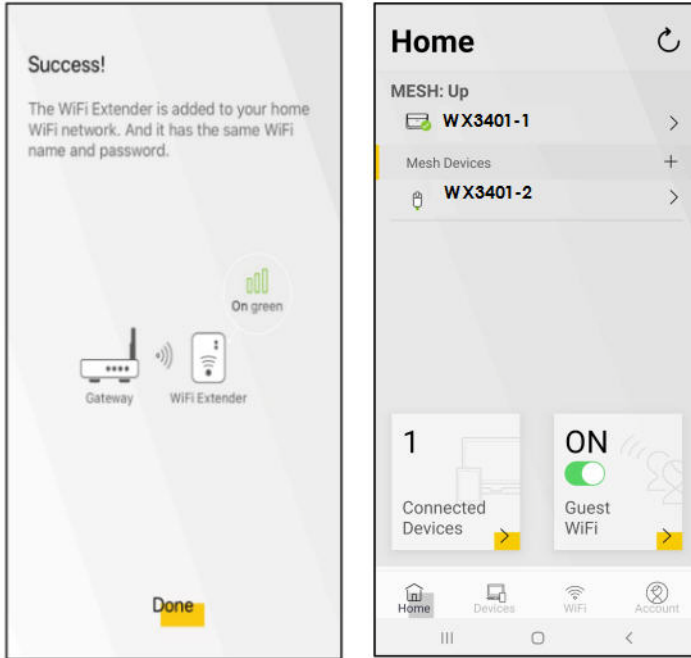 Success!
The WiFi Extender is added to your home
WiFi network. And it has the same WiFi
name and password.
On green
Gateway
WiFi Extender
Done
Home
MESH: Up
WX3401-1
Mesh Devices
WX3401-2
1
Connected
Devices
ON
Guest
WiFi
Home
Devices
WiFi
Account